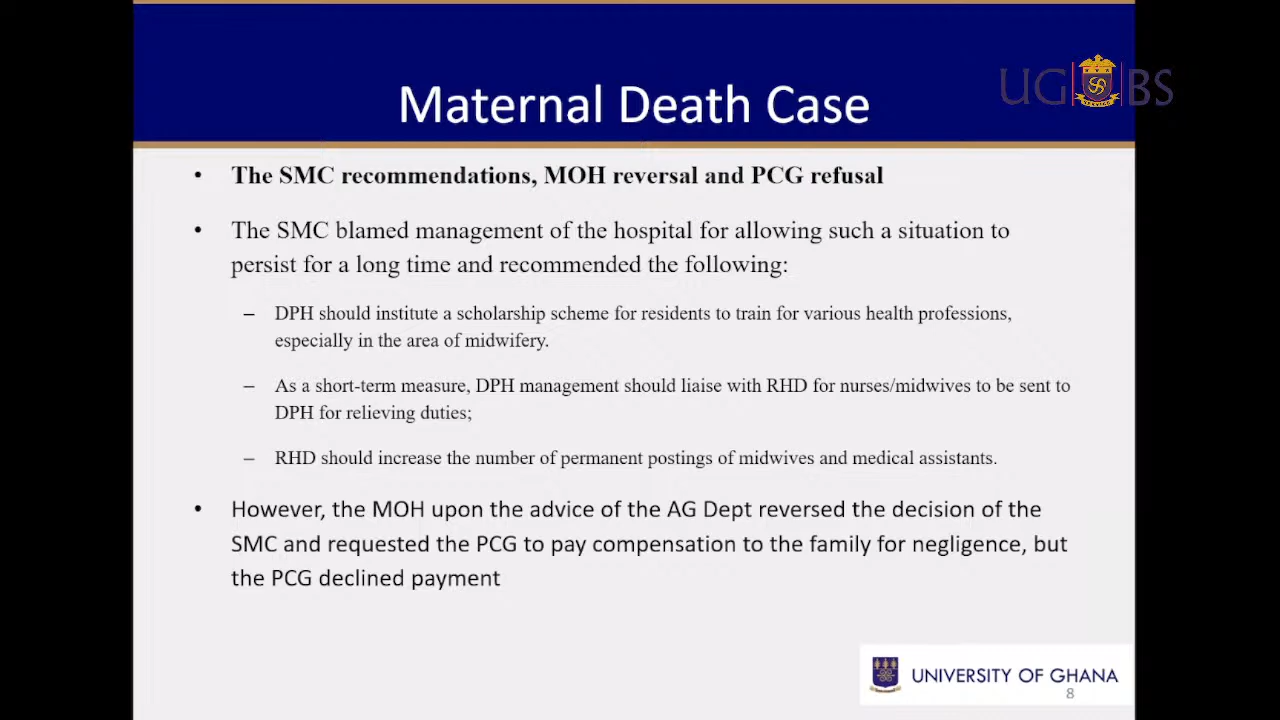 UG BS
Maternal Death Case
• The SMC recommendations, MOH reversal and PCG refusal
• The SMC blamed management of the hospital for allowing such a situation to
persist for a long time and recommended the following:
– DPH should institute a scholarship scheme for residents to train for various health professions,
especially in the area of midwifery.
– As a short-term measure, DPH management should liaise with RHD for nurses/midwives to be sent to
DPH for relieving duties;
– RHD should increase the number of permanent postings of midwives and medical assistants.
• However, the MOH upon the advice of the AG Dept reversed the decision of the
SMC and requested the PCG to pay compensation to the family for negligence, but
the PCG declined payment
UNIVERSITY OF GHANA
8